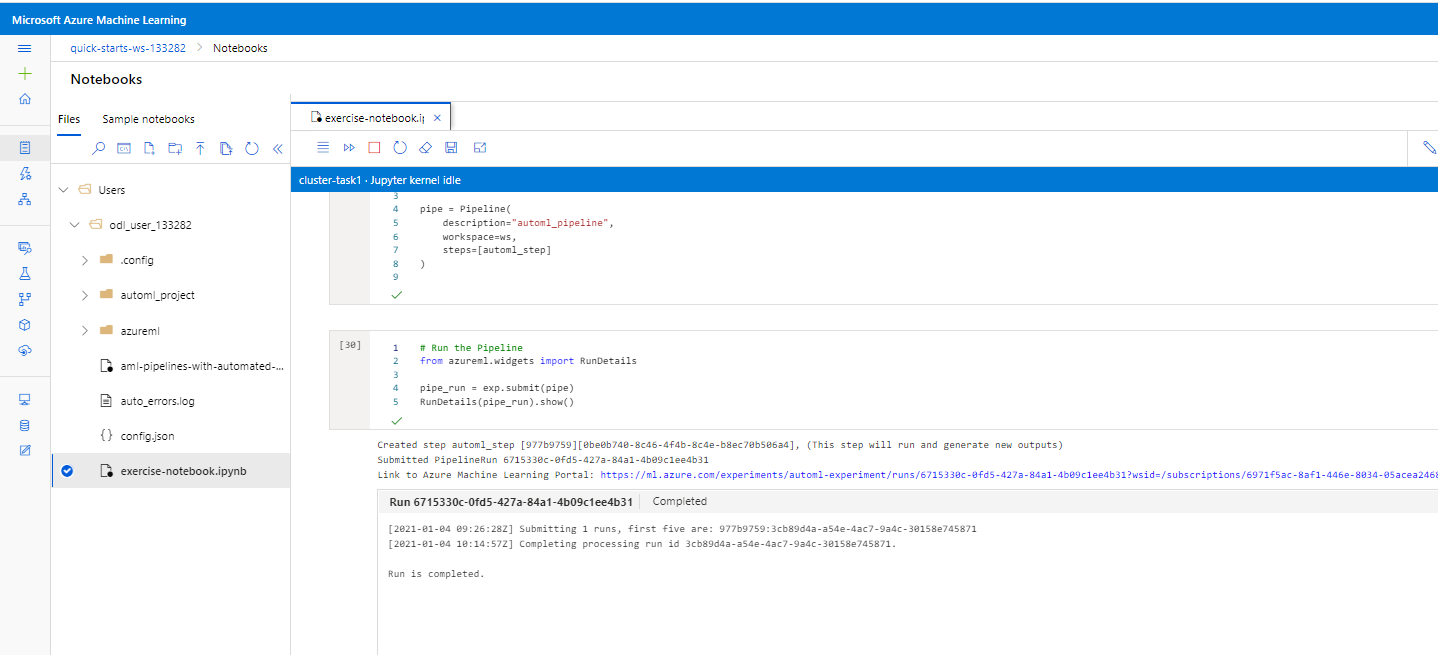 Microsoft Azure Machine Learning
quick-starts-ws-133282 > Notebooks
Notebooks
Files Sample notebooks
exercise-notebook.i
cluster-task1 · Jupyter kernel idle
Users
odl_user_133282
.config
automl_project
azureml
aml-pipelines-with-automated-...
auto_errors.log
{} config.json
exercise-notebook.ipynb
3
4 pipe = Pipeline(
5 description="automl_pipeline",
6 workspace=ws,
7 steps=[automl_step]
8 )
9
[30]
1 # Run the Pipeline
2 from azureml.widgets import RunDetails
3
4 pipe_run = exp.submit(pipe)
5 RunDetails(pipe_run).show()
Created step automl_step [977b9759][0be0b740-8c46-4f4b-8c4e-b8ec70b506a4], (This step will run and generate new outputs)
Submitted PipelineRun 6715330c-0fd5-427a-84a1-4b09c1ee4b31
Link to Azure Machine Learning Portal: https://ml.azure.com/experiments/automl-experiment/runs/6715330c-0fd5-427a-84a1-4b09c1ee4b31?wsid=/subscriptions/6971f5ac-8af1-446e-8034-05acea2468
Run 6715330c-0fd5-427a-84a1-4b09c1ee4b31 Completed
[2021-01-04 09:26:28Z] Submitting 1 runs, first five are: 977b9759:3cb89d4a-a54e-4ac7-9a4c-30158e745871
[2021-01-04 10:14:57Z] Completing processing run id 3cb89d4a-a54e-4ac7-9a4c-30158e745871.
Run is completed.